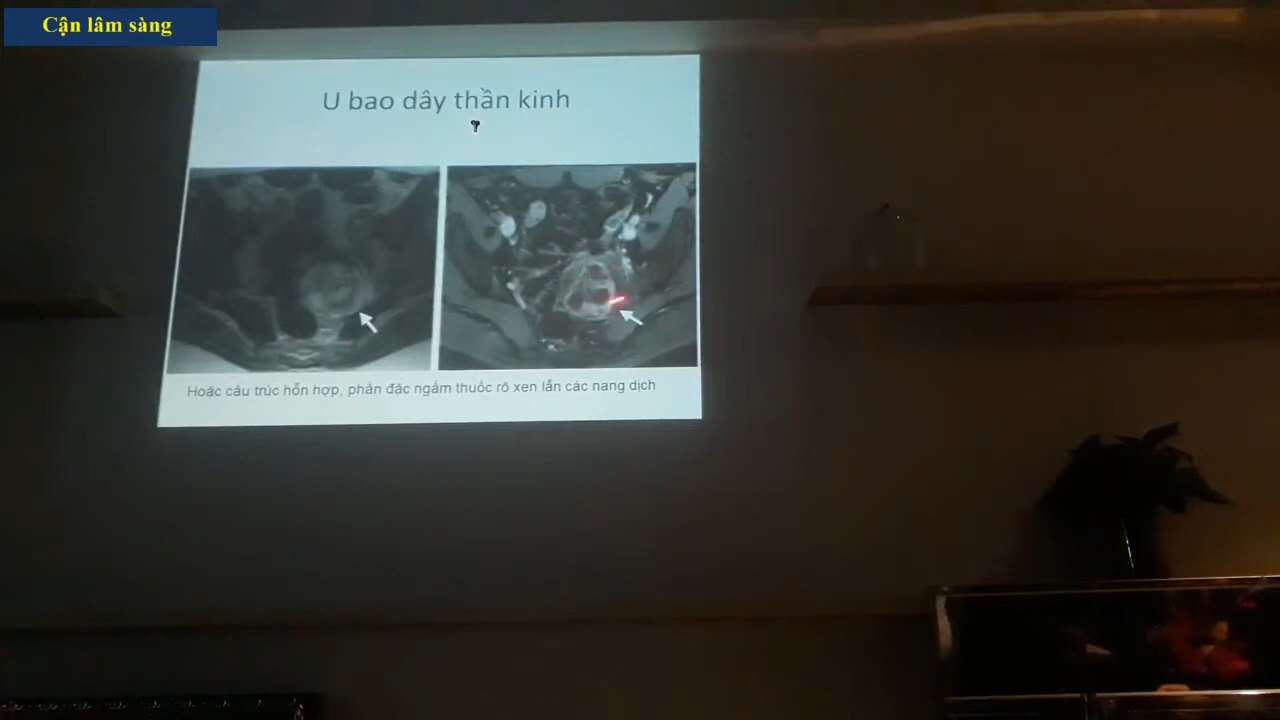 Cận lâm sàng
U bao dây thần kinh
Hoặc cấu trúc hỗn hợp, phần đặc ngấm thuốc rõ xen lẫn các nang dịch